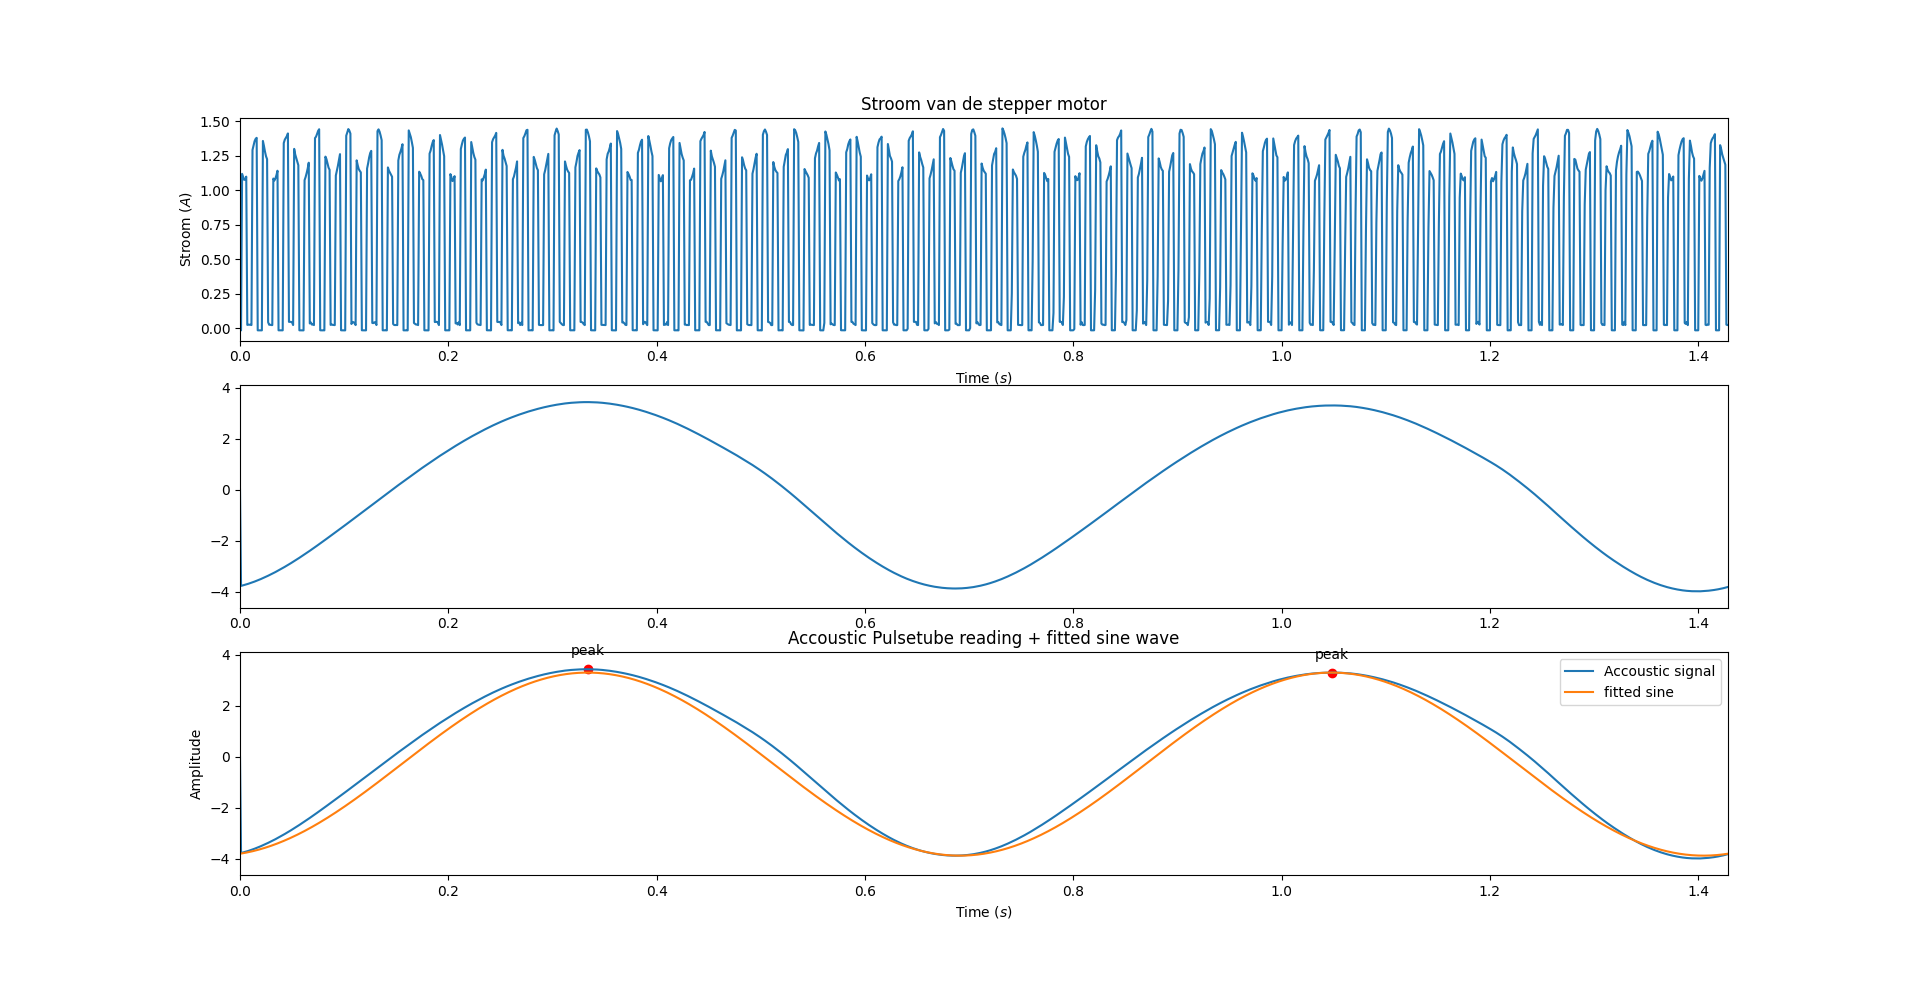 Stroom van de stepper motor
1.50
1.25
1.00
0.75
0.50
0.25
0.00
Stroom (A)
0.0 0.2 0.4 0.6 0.8 1.0 1.2 1.4
Time (s)
4
2
0
−2
−4
0.0 0.2 0.4 0.6 0.8 1.0 1.2 1.4
Accoustic Pulsetube reading + fitted sine wave
peak peak
Accoustic signal
fitted sine
4
2
0
−2
−4
Amplitude
0.0 0.2 0.4 0.6 0.8 1.0 1.2 1.4
Time (s)